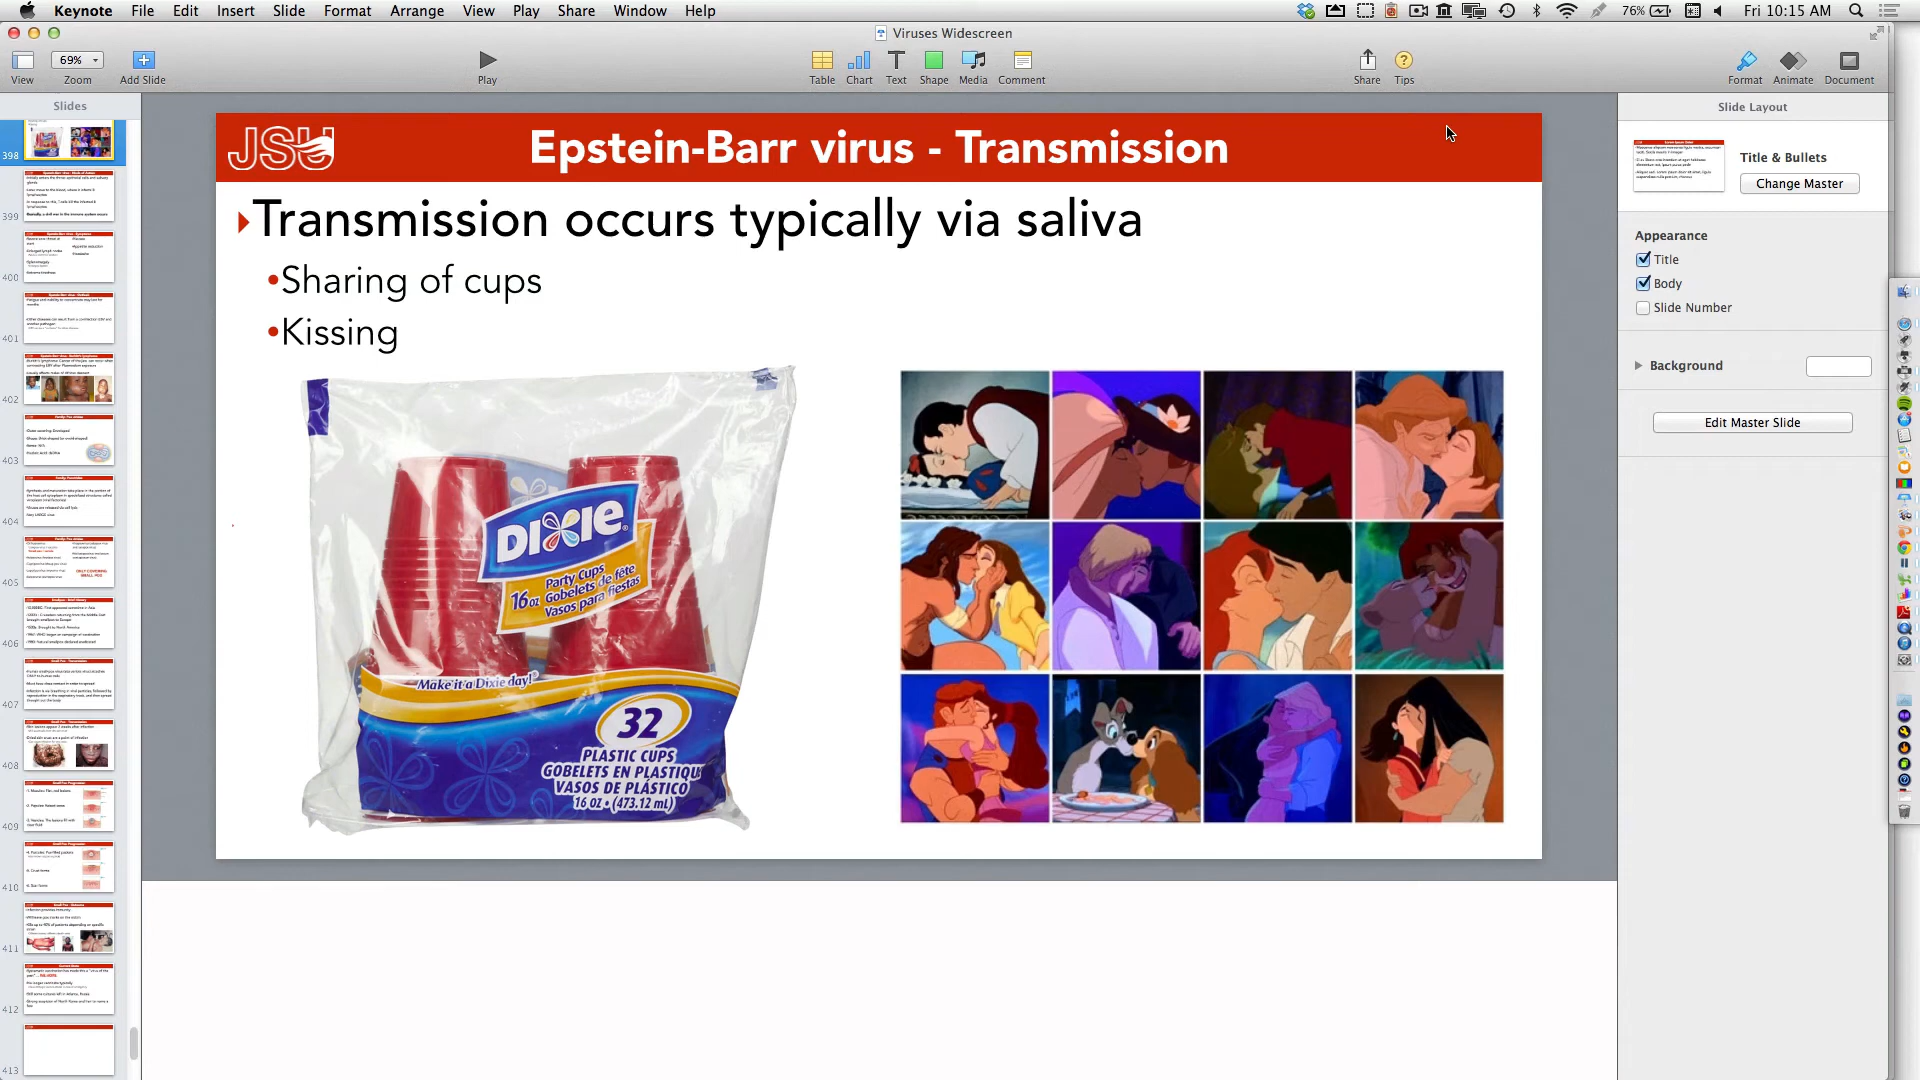 Keynote File Edit Insert Slide Format Arrange View Play Share Window Help
76% Fri 10:15 AM
Viruses Widescreen
69%
View Zoom Add Slide Play Table Chart Text Shape Media Comment Share Tips Format Animate Document
Slides
Slide Layout
JSU
Epstein-Barr virus - Transmission
Transmission occurs typically via saliva
•Sharing of cups
•Kissing
DIXIE
16oz Party Cups
Gobelets de fête
Vasos para fiestas
Make it a Dixie day!
32
PLASTIC CUPS
GOBELETS EN PLASTIQU
VASOS DE PLÁSTICO
16 OZ • (473.12 mL)
Title & Bullets
Change Master
Appearance
Title
Body
Slide Number
Background
Edit Master Slide
398
399
400
401
402
403
404
405
406
407
408
409
410
411
412
413